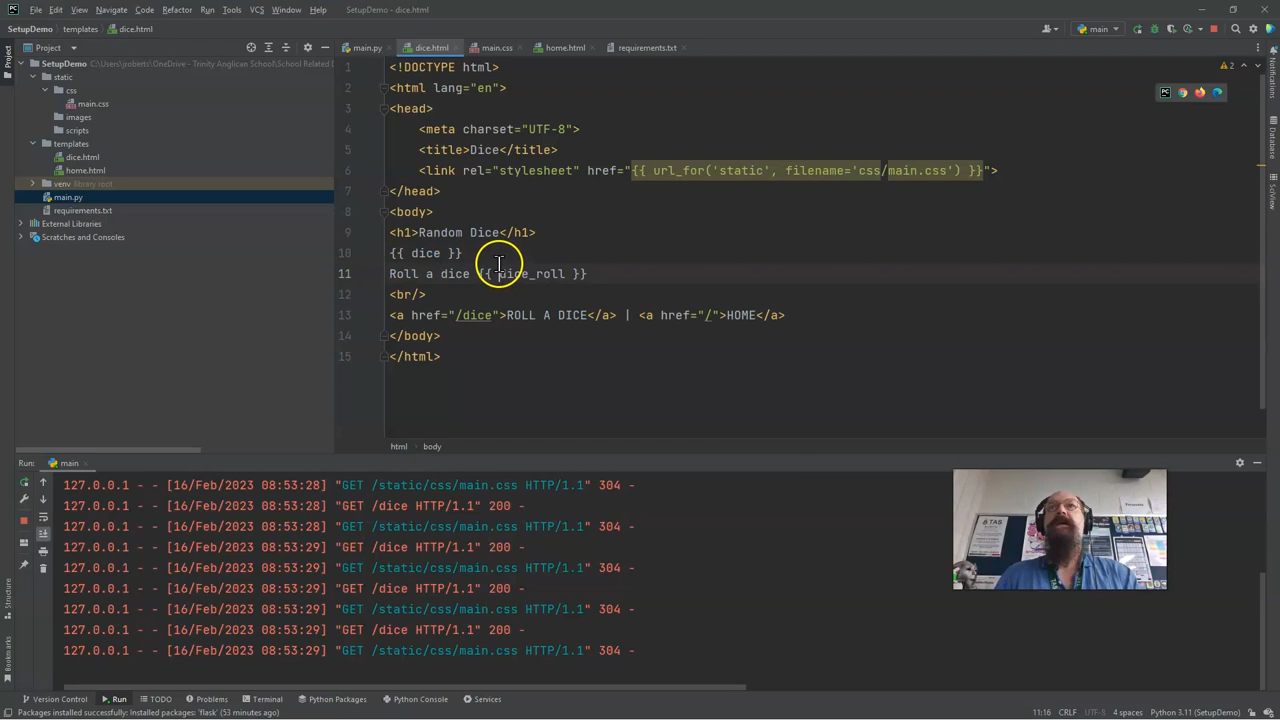 File Edit View Navigate Code Refactor Run Tools VCS Git Window Help SetupDemo - dice.html
SetupDemo templates dice.html
main
Project
main.py dice.html main.css home.html requirements.txt
SetupDemo C:\Users\jroberts\OneDrive - Trinity Anglican School\School Related
static
css
main.css
images
scripts
templates
dice.html
home.html
venv library root
main.py
requirements.txt
External Libraries
Scratches and Consoles
1 <!DOCTYPE html>
2 <html lang="en">
3 <head>
4 <meta charset="UTF-8">
5 <title>Dice</title>
6 <link rel="stylesheet" href="{{ url_for('static', filename='css/main.css') }}">
7 </head>
8 <body>
9 <h1>Random Dice</h1>
10 {{ dice }}
11 Roll a dice {{ dice_roll }}
12 <br/>
13 <a href="/dice">ROLL A DICE</a> | <a href="/">HOME</a>
14 </body>
15 </html>
2
html body
Project
Structure
Bookmarks
Notifications
Database
SciView
Run: main
127.0.0.1 - - [16/Feb/2023 08:53:28] "GET /static/css/main.css HTTP/1.1" 304 -
127.0.0.1 - - [16/Feb/2023 08:53:28] "GET /dice HTTP/1.1" 200 -
127.0.0.1 - - [16/Feb/2023 08:53:28] "GET /static/css/main.css HTTP/1.1" 304 -
127.0.0.1 - - [16/Feb/2023 08:53:29] "GET /dice HTTP/1.1" 200 -
127.0.0.1 - - [16/Feb/2023 08:53:29] "GET /static/css/main.css HTTP/1.1" 304 -
127.0.0.1 - - [16/Feb/2023 08:53:29] "GET /dice HTTP/1.1" 200 -
127.0.0.1 - - [16/Feb/2023 08:53:29] "GET /static/css/main.css HTTP/1.1" 304 -
127.0.0.1 - - [16/Feb/2023 08:53:29] "GET /dice HTTP/1.1" 200 -
127.0.0.1 - - [16/Feb/2023 08:53:29] "GET /static/css/main.css HTTP/1.1" 304 -
TAS
Version Control Run TODO Problems Terminal Python Packages Python Console Services
Packages installed successfully: Installed packages: 'flask' (53 minutes ago)
11:16 CRLF UTF-8 4 spaces Python 3.11 (SetupDemo)